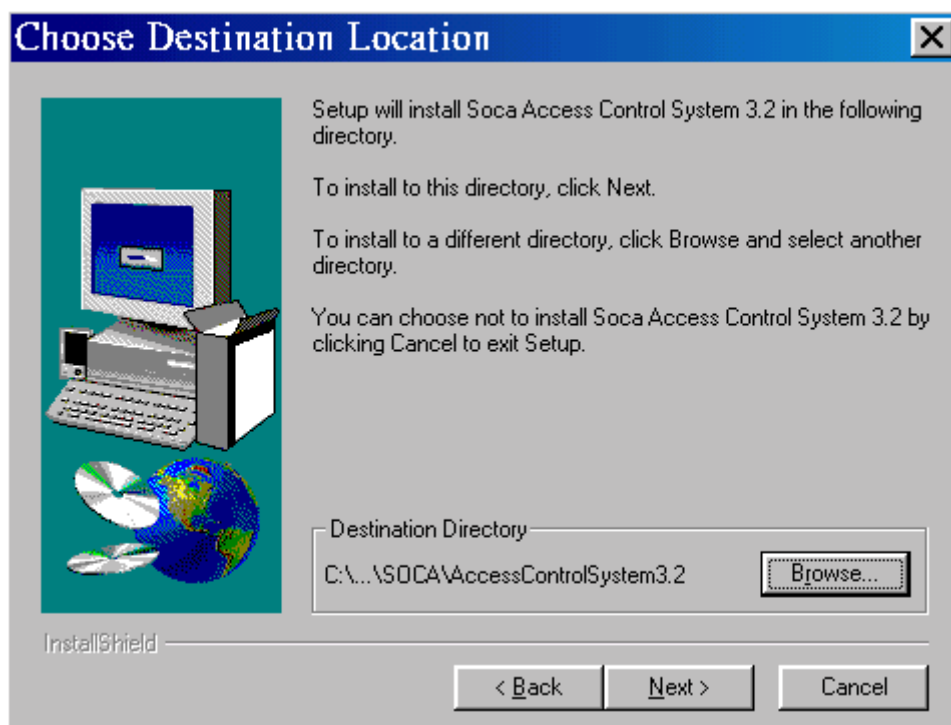 Choose Destination Location
Setup will install Soca Access Control System 3.2 in the following
directory.
To install to this directory, click Next.
To install to a different directory, click Browse and select another
directory.
You can choose not to install Soca Access Control System 3.2 by
clicking Cancel to exit Setup.
Destination Directory
C:\...\SOCA\AccessControlSystem3.2
Browse...
InstallShield
< Back
Next >
Cancel